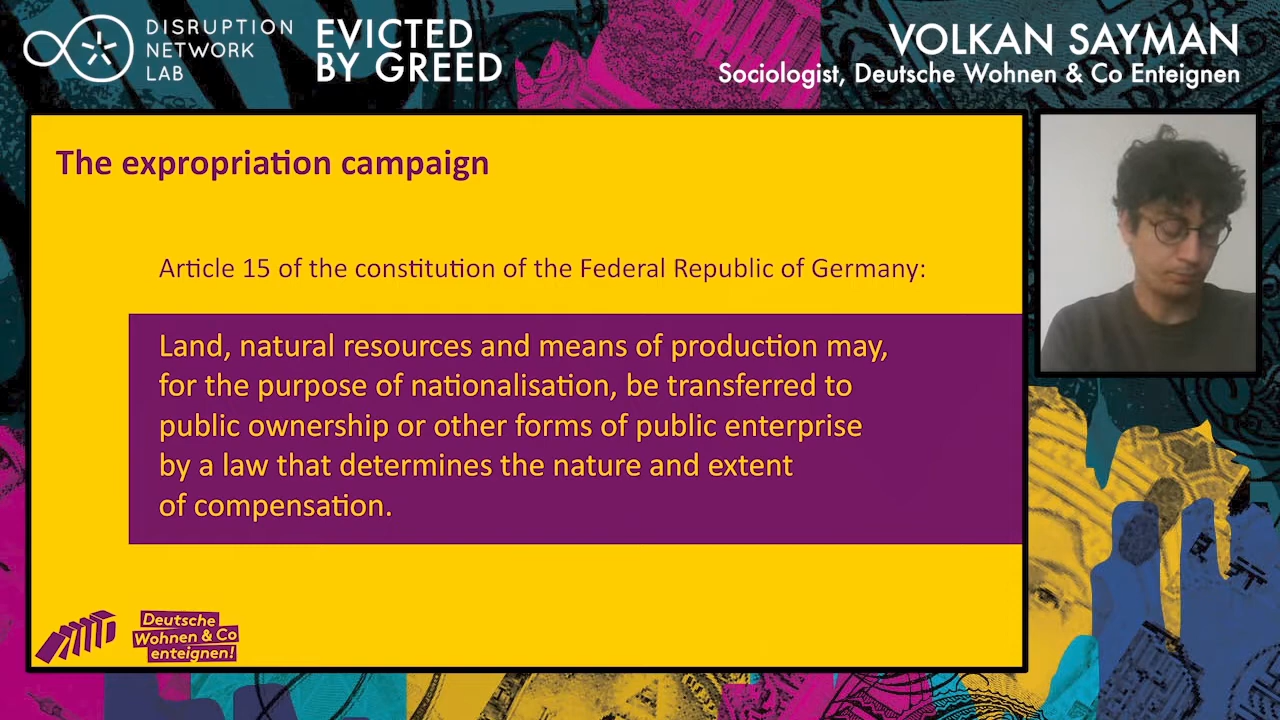 DISRUPTION
NETWORK
LAB
EVICTED
BY GREED
VOLKAN SAYMAN
Sociologist, Deutsche Wohnen & Co Enteignen
The expropriation campaign
Article 15 of the constitution of the Federal Republic of Germany:
Land, natural resources and means of production may,
for the purpose of nationalisation, be transferred to
public ownership or other forms of public enterprise
by a law that determines the nature and extent
of compensation.
Deutsche
Wohnen & Co
enteignen!